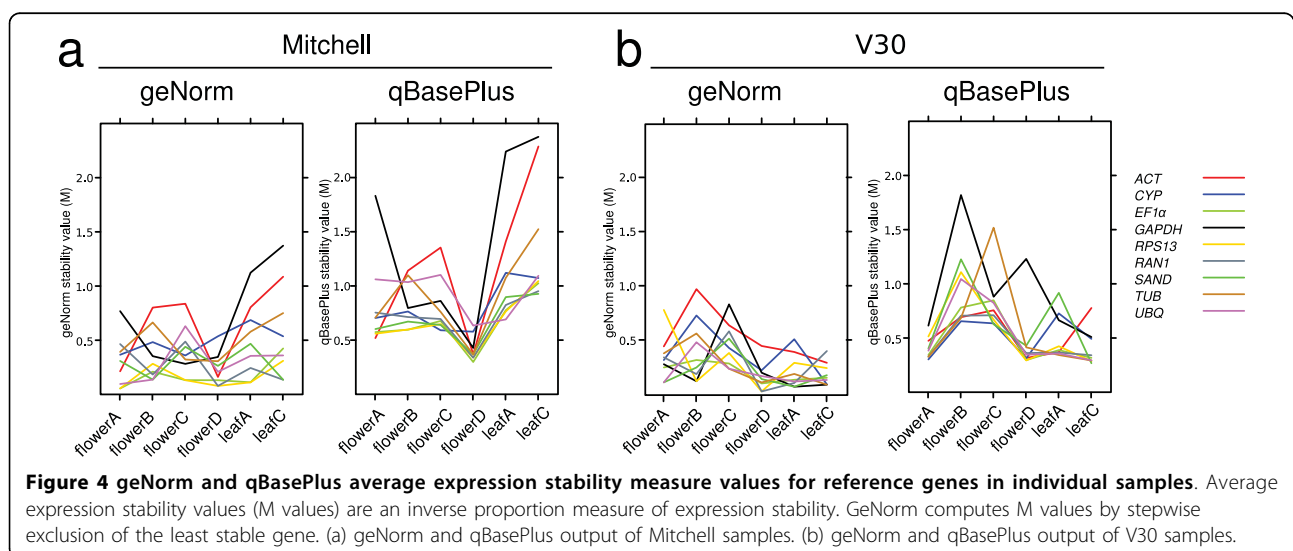 a
Mitchell
geNorm
qBasePlus
geNorm stability value (M)
2.0
1.5
1.0
0.5
flowerA
flowerB
flowerC
flowerD
leafA
leafC
qBasePlus stability value (M)
2.0
1.5
1.0
0.5
flowerA
flowerB
flowerC
flowerD
leafA
leafC
b
V30
geNorm
qBasePlus
geNorm stability value (M)
2.0
1.5
1.0
0.5
flowerA
flowerB
flowerC
flowerD
leafA
leafC
qBasePlus stability value (M)
2.0
1.5
1.0
0.5
flowerA
flowerB
flowerC
flowerD
leafA
leafC
ACT
CYP
EF1α
GAPDH
RPS13
RAN1
SAND
TUB
UBQ
Figure 4 geNorm and qBasePlus average expression stability measure values for reference genes in individual samples. Average
expression stability values (M values) are an inverse proportion measure of expression stability. GeNorm computes M values by stepwise
exclusion of the least stable gene. (a) geNorm and qBasePlus output of Mitchell samples. (b) geNorm and qBasePlus output of V30 samples.